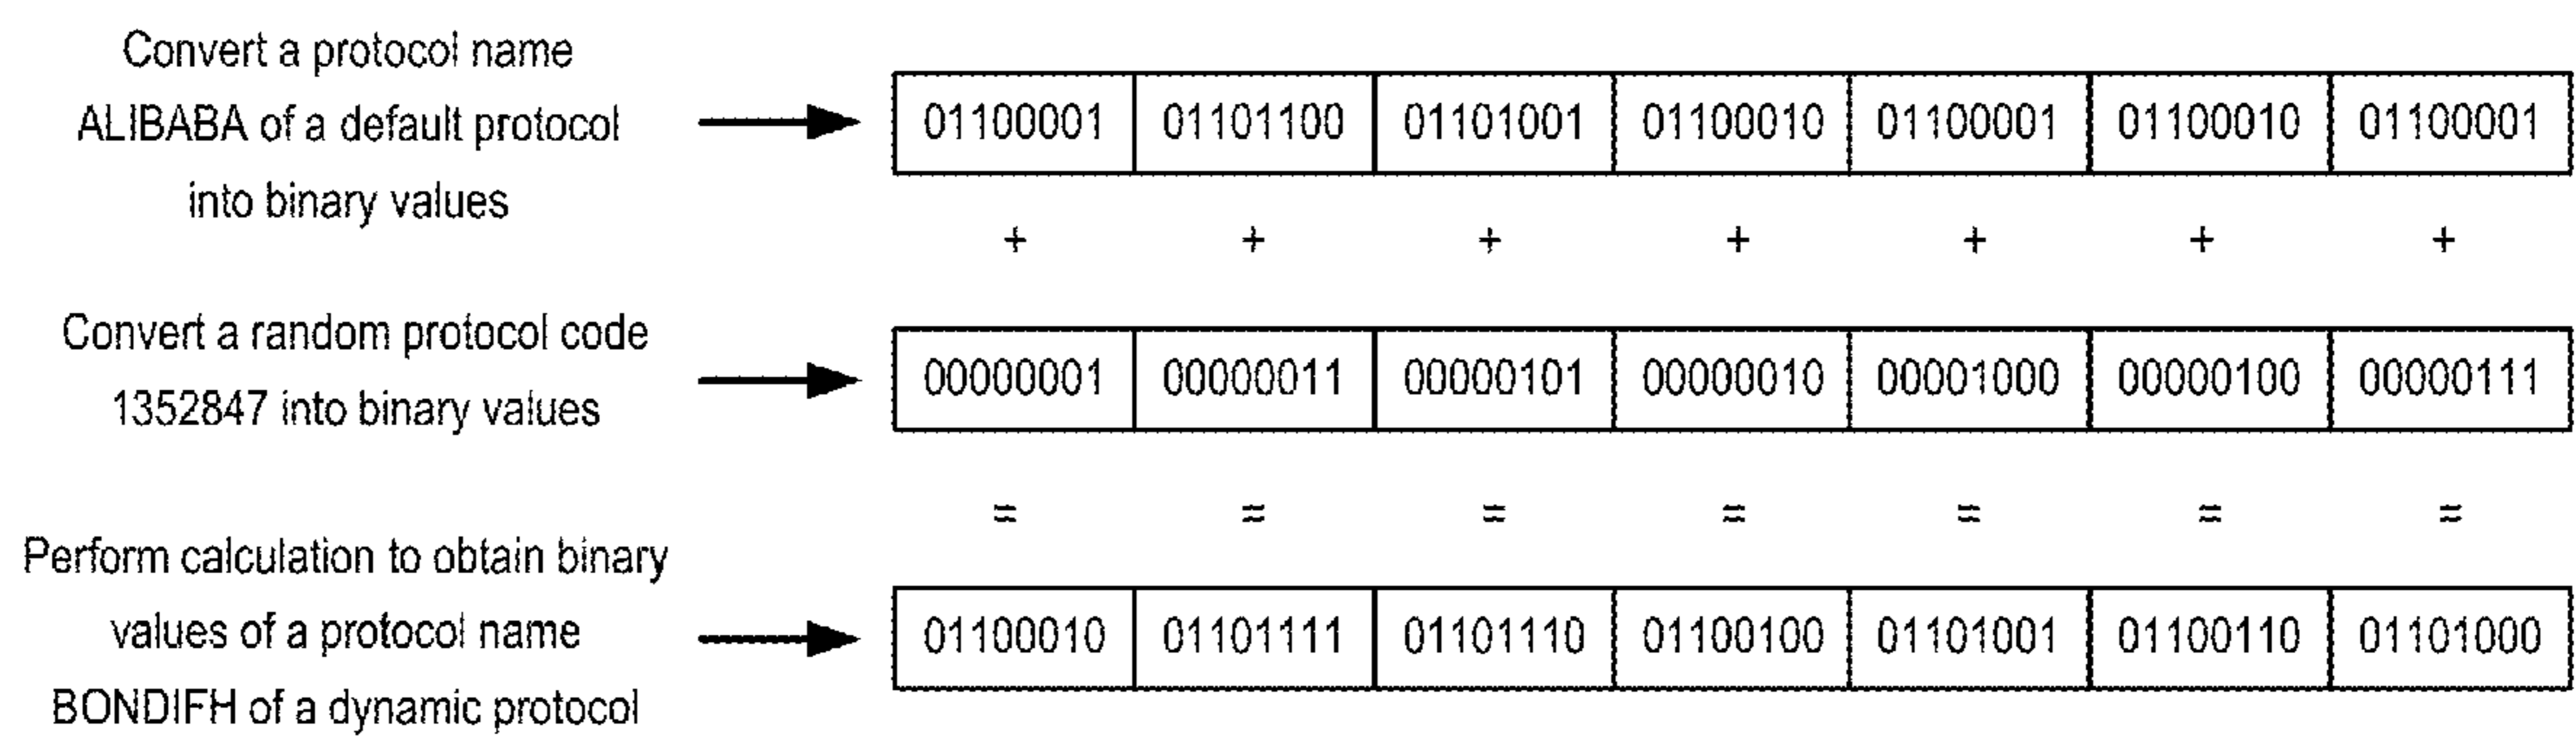 Convert a protocol name
ALIBABA of a default protocol
into binary values
01100001 01101100 01101001 01100010 01100001 01100010 01100001
+ + + + + + +
Convert a random protocol code
1352847 into binary values
00000001 00000011 00000101 00000010 00001000 00000100 00000111
= = = = = = =
Perform calculation to obtain binary
values of a protocol name
BONDIFH of a dynamic protocol
01100010 01101111 01101110 01100100 01101001 01100110 01101000